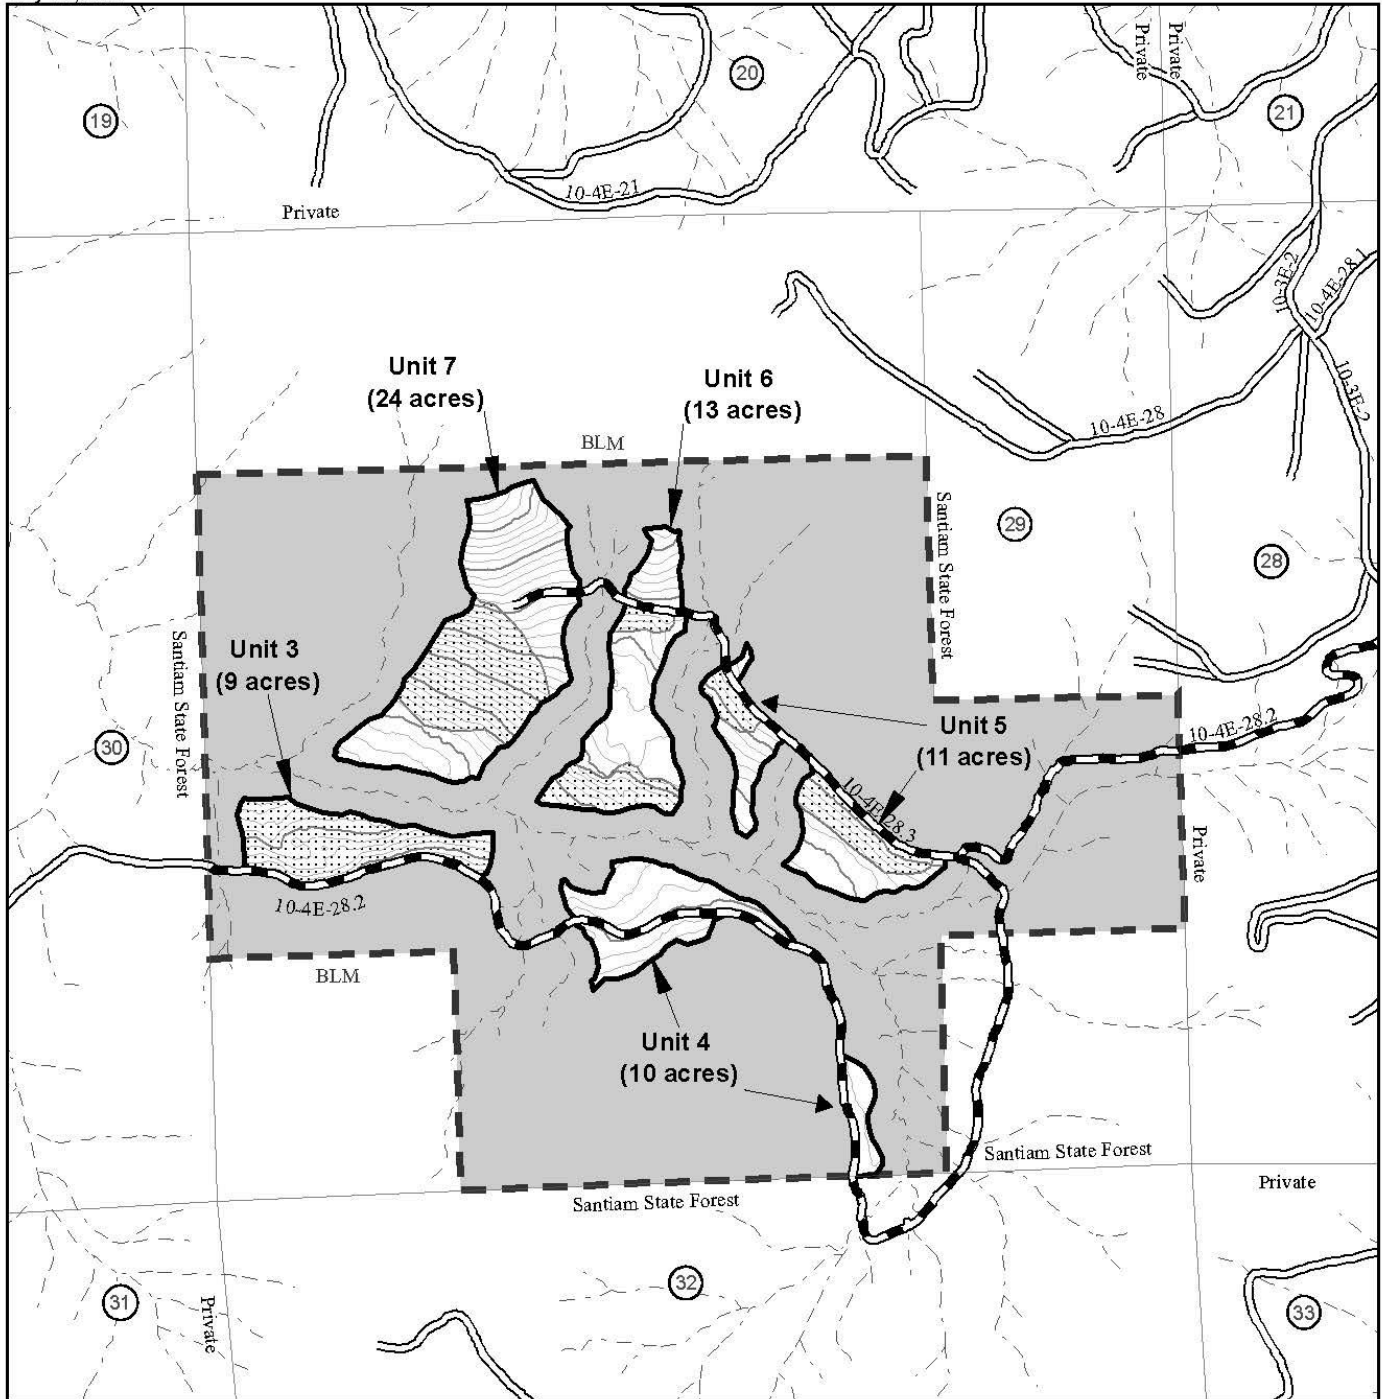 20
Private
Private
19
21
10-4E-21
Private
10-3E-2
10-4E-28.1
Unit 7
(24 acres)
Unit 6
(13 acres)
10-3E-2
10-4E-28
BLM
Santiam State Forest
29
28
Santiam State Forest
Unit 3
(9 acres)
30
Unit 5
(11 acres)
10-4E-28.2
10-4E-28.3
Private
10-4E-28.2
BLM
Unit 4
(10 acres)
Santiam State Forest
Private
Santiam State Forest
32
31
Private
33